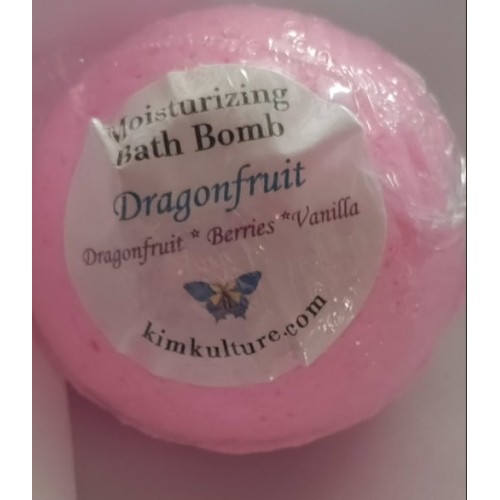 Moisturizing
Bath Bomb
Dragonfruit
Dragonfruit * Berries *Vanilla
kimkulture.com